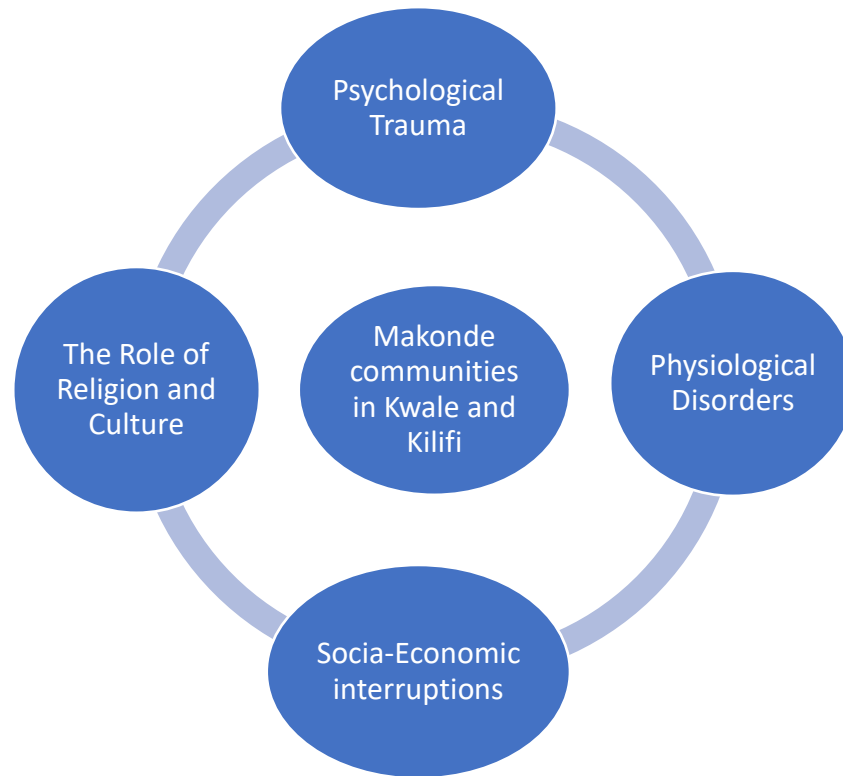 Psychological
Trauma
The Role of
Religion and
Culture
Makonde
communities
in Kwale and
Kilifi
Physiological
Disorders
Socia-Economic
interruptions